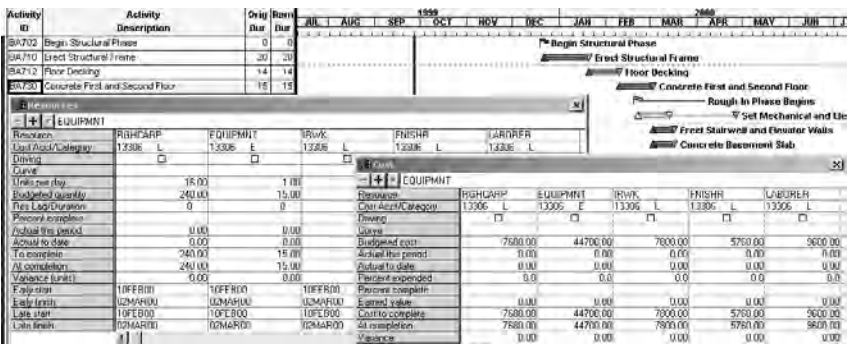 Activity Activity Orig Rem 1999 2000
ID Description Dur Dur JUL AUG SEP OCT NOV DEC JAN FEB MAR APR MAY JUN
BA702 Begin Structural Phase 0 0 Begin Structural Phase
BA710 Erect Structural Frame 20 20 Erect Structural Frame
BA712 Floor Decking 14 14 Floor Decking
BA730 Concrete First and Second Floor 15 15 Concrete First and Second Floor
Rough In Phase Begins
Set Mechanical and Ele
Erect Stairwell and Elevator Walls
Concrete Basement Slab
Resources
EQUIPMNT
Resource RGHCARP EQUIPMNT IRWK FNISHR LABORER
Cost Acct/Category 13306 L 13306 E 13306 L 13306 L 13306 L
Driving
Curve
Units per day 16.00 1.00
Budgeted quantity 240.00 15.00
Res Lag/Duration 0 0
Percent complete
Actual this period 0.00 0.00
Actual to date 0.00 0.00
To complete 240.00 15.00
At completion 240.00 15.00
Variance (units) 0.00 0.00
Early start 10FEB00 10FEB00 10FEB00
Early finish 02MAR00 02MAR00 02MAR00
Late start 10FEB00 10FEB00 10FEB00
Late finish 02MAR00 02MAR00 02MAR00
Cost
EQUIPMNT
Resource RGHCARP EQUIPMNT IRWK FNISHR LABORER
Cost Acct/Category 13306 L 13306 E 13306 L 13306 L 13306 L
Driving
Curve
Budgeted cost 7680.00 44700.00 7800.00 5760.00 9600.00
Actual this period 0.00 0.00 0.00 0.00 0.00
Actual to date 0.00 0.00 0.00 0.00 0.00
Percent expended 0.0 0.0 0.0 0.0 0.0
Percent complete
Earned value 0.00 0.00 0.00 0.00 0.00
Cost to complete 7680.00 44700.00 7800.00 5760.00 9600.00
At completion 7680.00 44700.00 7800.00 5760.00 9600.00
Variance 0.00 0.00 0.00 0.00 0.00